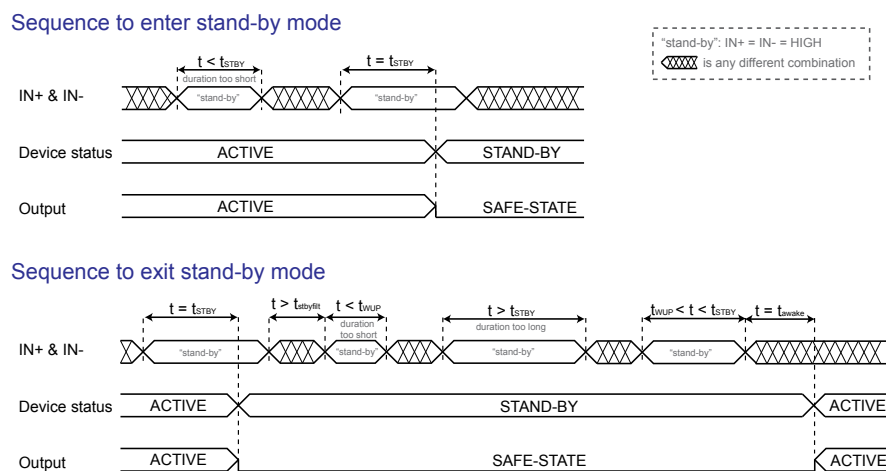 Sequence to enter stand-by mode
"stand-by": IN+ = IN- = HIGH
is any different combination
t < tSTBY
t = tSTBY
duration too short
IN+ & IN-
"stand-by"
"stand-by"
Device status
ACTIVE
STAND-BY
Output
ACTIVE
SAFE-STATE
Sequence to exit stand-by mode
t = tSTBY
t > tstbyfilt
t < tWUP
t > tSTBY
tWUP < t < tSTBY
t = tawake
duration
too short
duration too long
IN+ & IN-
"stand-by"
"stand-by"
"stand-by"
"stand-by"
Device status
ACTIVE
STAND-BY
ACTIVE
Output
ACTIVE
SAFE-STATE
ACTIVE